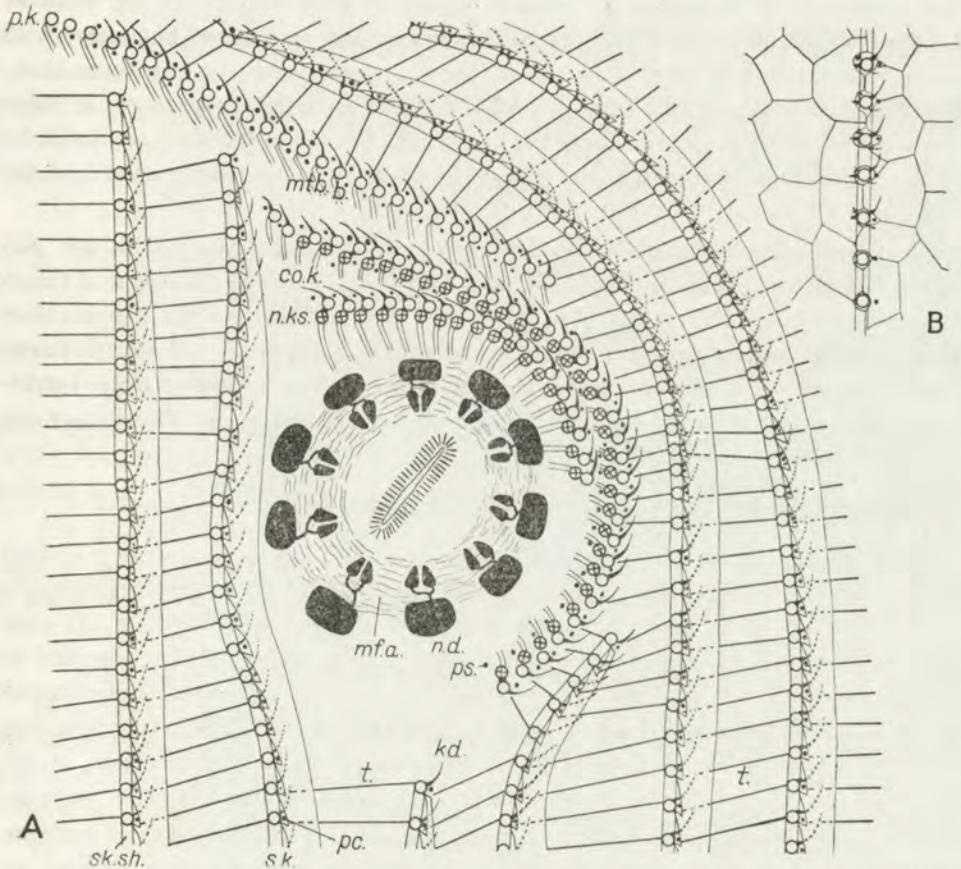 p.k.
B
mtb.b.
co.k.
n.ks.
mf.a.
n.d.
ps.
kd.
t.
t.
A
pc.
sk.sh.
s k.